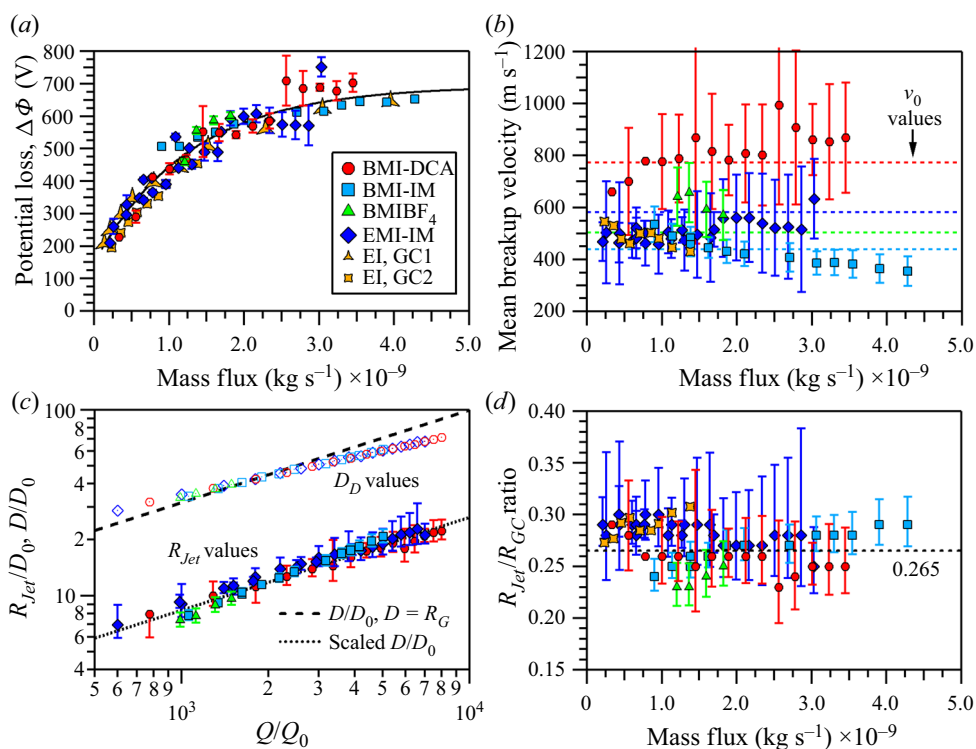 (a)
800
700
600
500
400
300
200
100
0
Potential loss, ΔΦ (V)
BMI-DCA
BMI-IM
BMIBF4
EMI-IM
EI, GC1
EI, GC2
0 1.0 2.0 3.0 4.0 5.0
Mass flux (kg s−1) ×10−9
(b)
1200
1000
800
600
400
200
Mean breakup velocity (m s−1)
v0
values
0 1.0 2.0 3.0 4.0 5.0
Mass flux (kg s−1) ×10−9
(c)
100
8
6
4
2
10
8
6
4
RJet/D0, D/D0
DD values
RJet values
D/D0, D = RG
Scaled D/D0
5 6 7 8 9 2 3 4 5 6 7 8 9
10^3 10^4
Q/Q0
(d)
0.40
0.35
0.30
0.25
0.20
0.15
RJet/RGC ratio
0.265
0 1.0 2.0 3.0 4.0 5.0
Mass flux (kg s−1) ×10−9